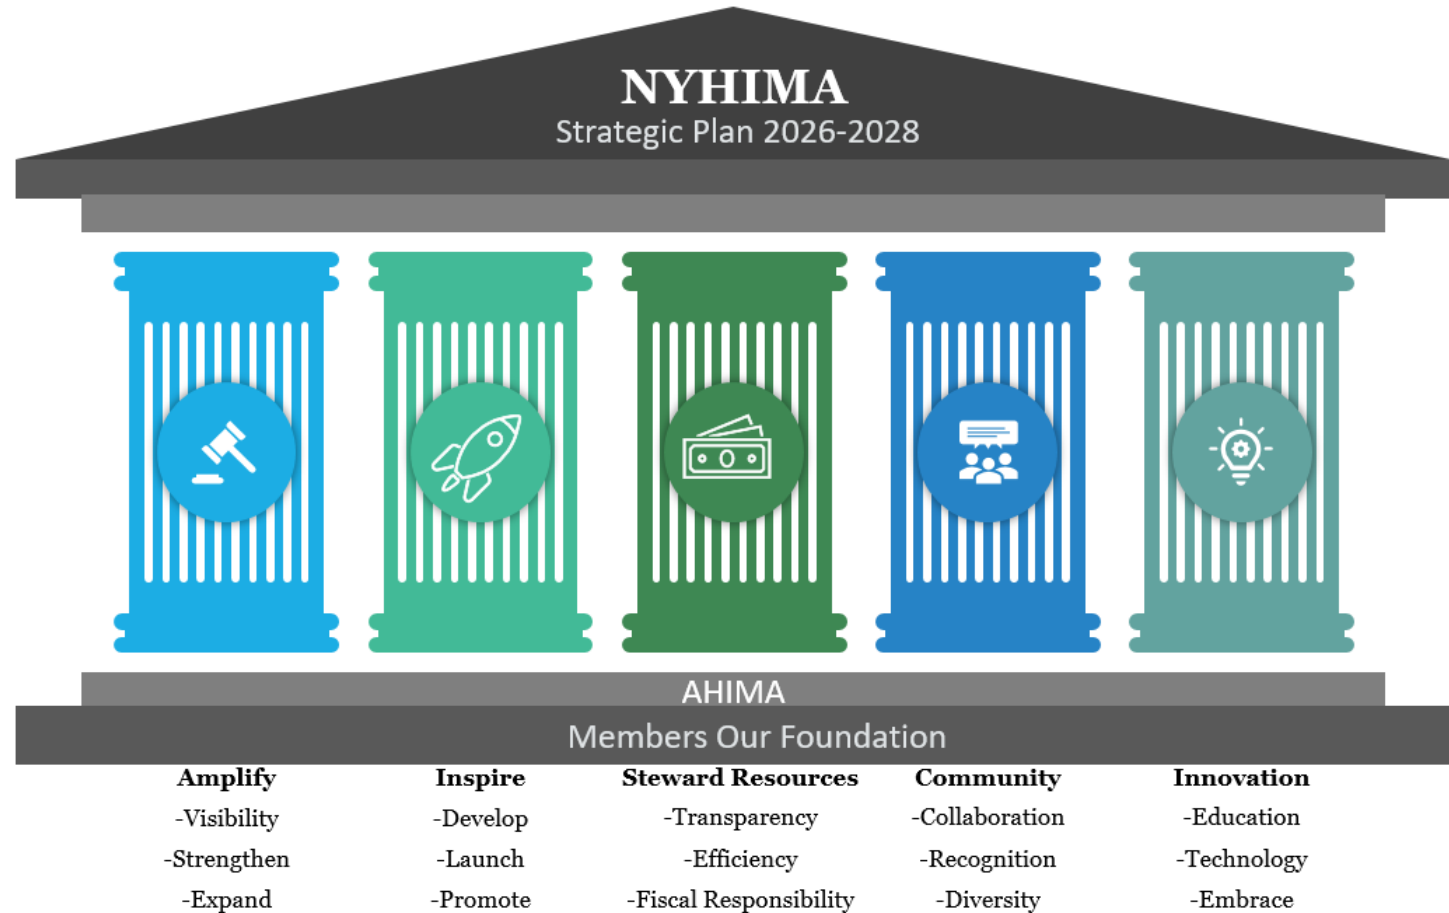 NYHIMA
Strategic Plan 2026-2028
AHIMA
Members Our Foundation
Amplify
-Visibility
-Strengthen
-Expand
Inspire
-Develop
-Launch
-Promote
Steward Resources
-Transparency
-Efficiency
-Fiscal Responsibility
Community
-Collaboration
-Recognition
-Diversity
Innovation
-Education
-Technology
-Embrace